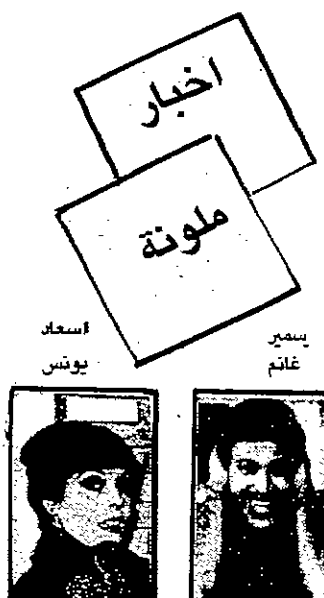 اخبار
ملونة
سمير
غانم
اسعاد
يونس